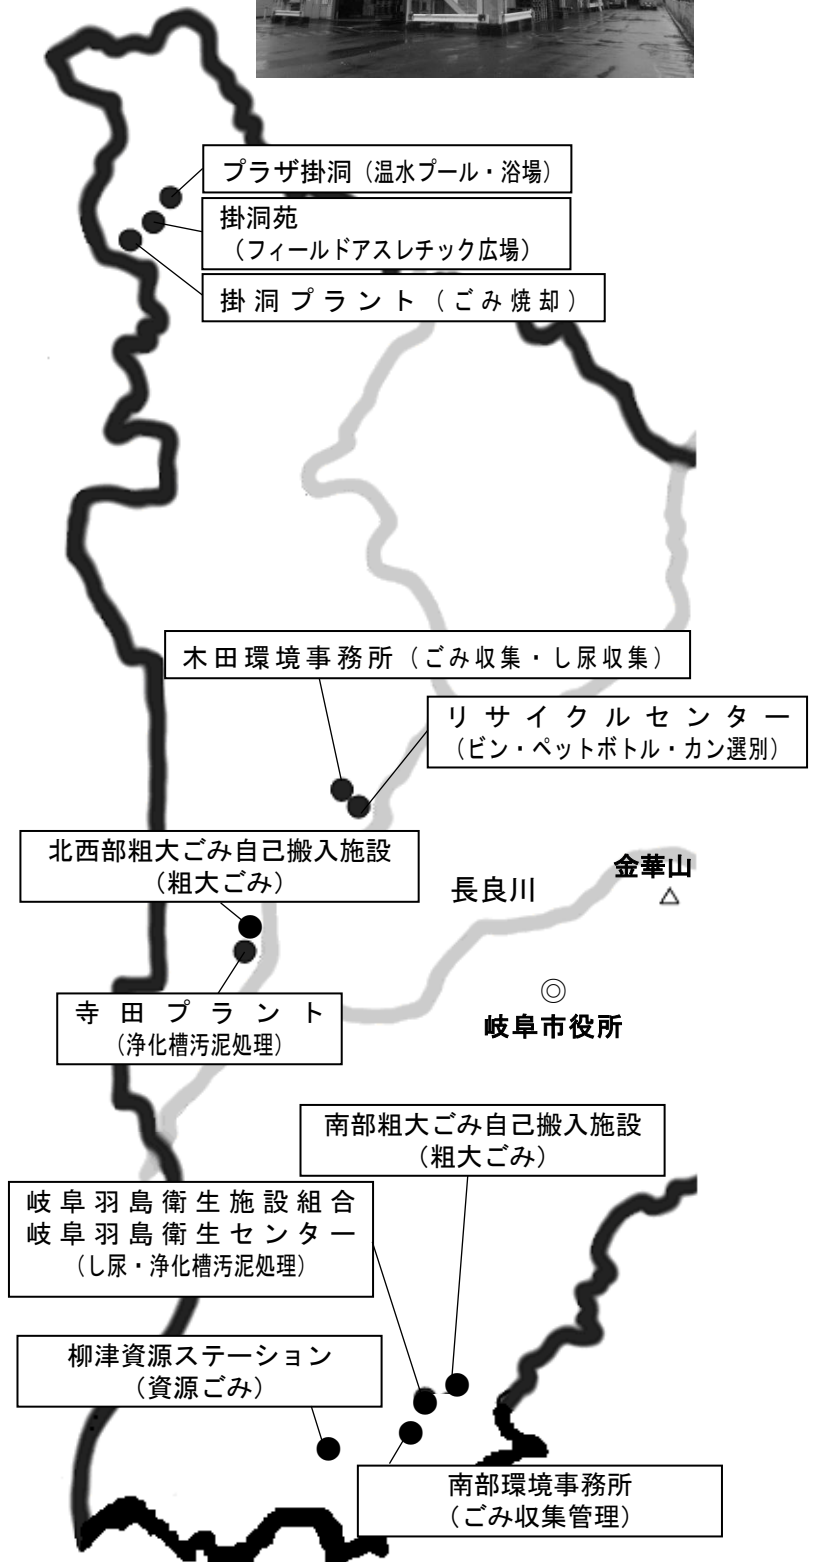 プラザ掛洞（温水プール・浴場）
掛洞苑
（フィールドアスレチック広場）
掛洞プラント（ごみ焼却）
木田環境事務所（ごみ収集・し尿収集）
リサイクルセンター
（ビン・ペットボトル・カン選別）
北西部粗大ごみ自己搬入施設
（粗大ごみ）
金華山
長良川
寺田プラント
（浄化槽汚泥処理）
岐阜市役所
南部粗大ごみ自己搬入施設
（粗大ごみ）
岐阜羽島衛生施設組合
岐阜羽島衛生センター
（し尿・浄化槽汚泥処理）
柳津資源ステーション
（資源ごみ）
南部環境事務所
（ごみ収集管理）